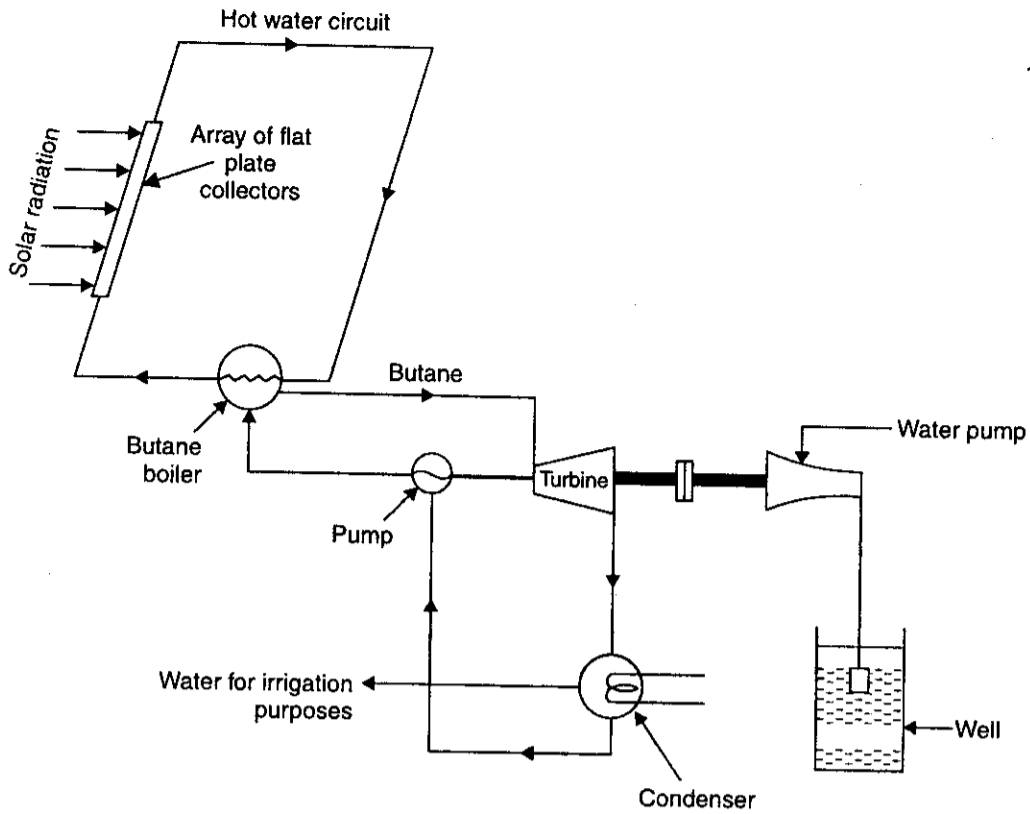 Hot water circuit
Array of flat
plate
collectors
Solar radiation
Butane
Butane
boiler
Water pump
Turbine
Pump
Water for irrigation
purposes
Well
Condenser